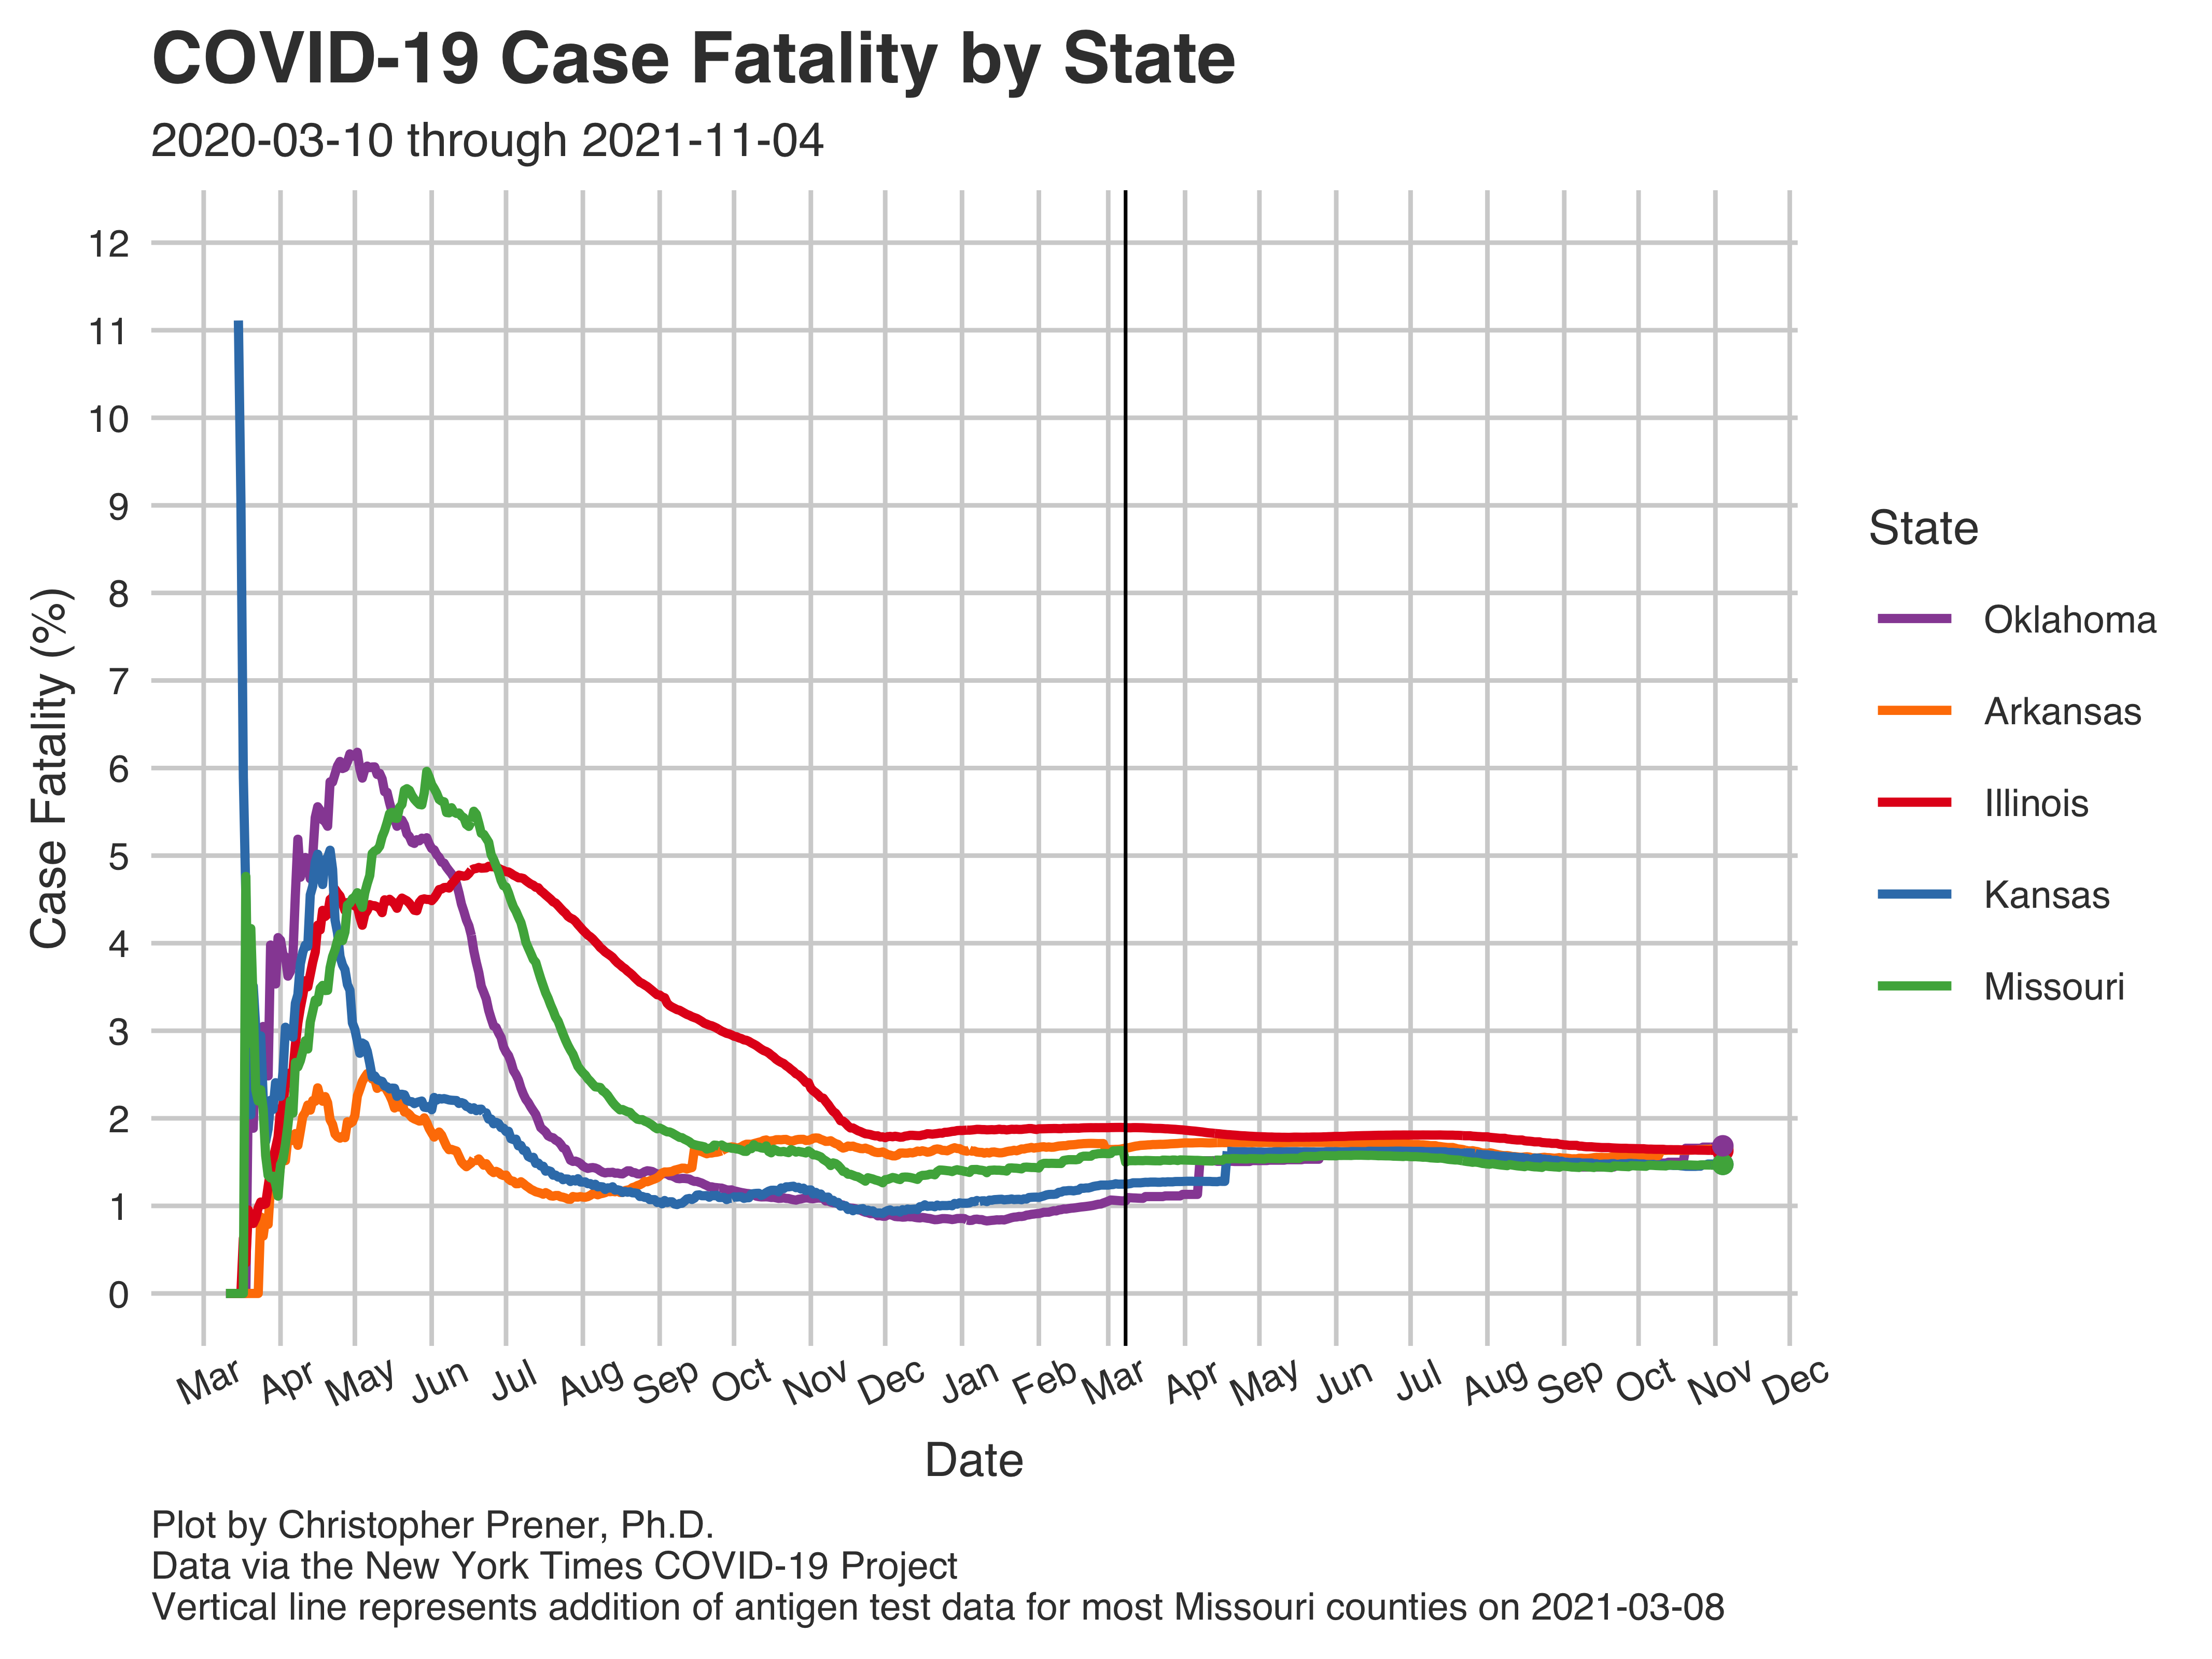 COVID-19 Case Fatality by State
2020-03-10 through 2021-11-04
12
11
10
9
8
7
6
5
4
3
2
1
0
Case Fatality (%)
Mar Apr May Jun Jul Aug Sep Oct Nov Dec Jan Feb Mar Apr May Jun Jul Aug Sep Oct Nov Dec
Date
State
Oklahoma
Arkansas
Illinois
Kansas
Missouri
Plot by Christopher Prener, Ph.D.
Data via the New York Times COVID-19 Project
Vertical line represents addition of antigen test data for most Missouri counties on 2021-03-08